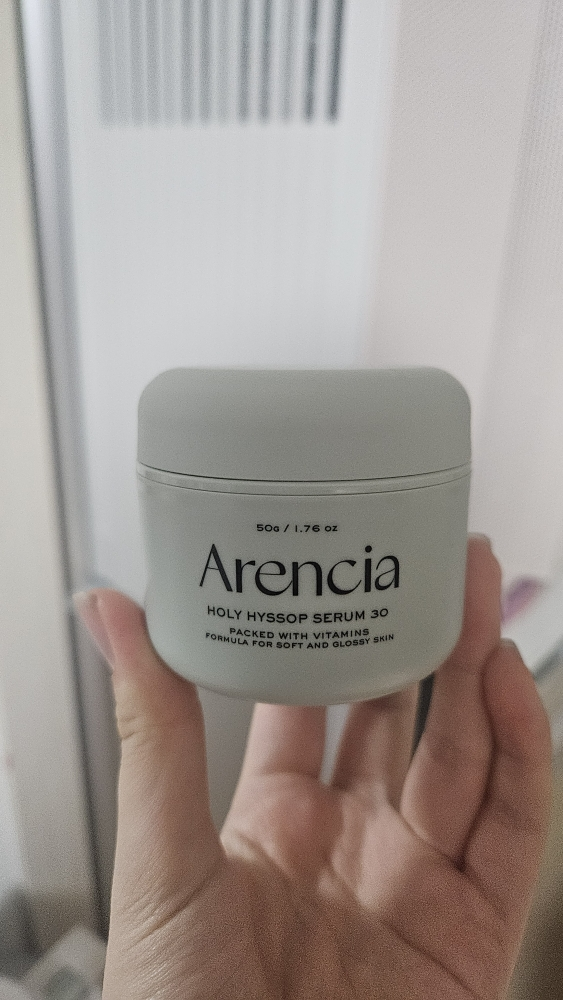 50g / 1.76 oz
Arencia
HOLY HYSSOP SERUM 30
PACKED WITH VITAMINS
FORMULA FOR SOFT AND GLOSSY SKIN